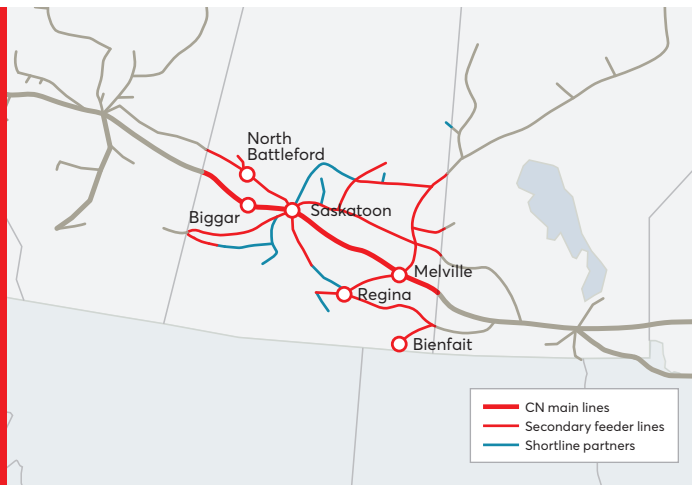 North
Battleford
Biggar
Saskatoon
Melville
Regina
Bienfait
CN main lines
Secondary feeder lines
Shortline partners